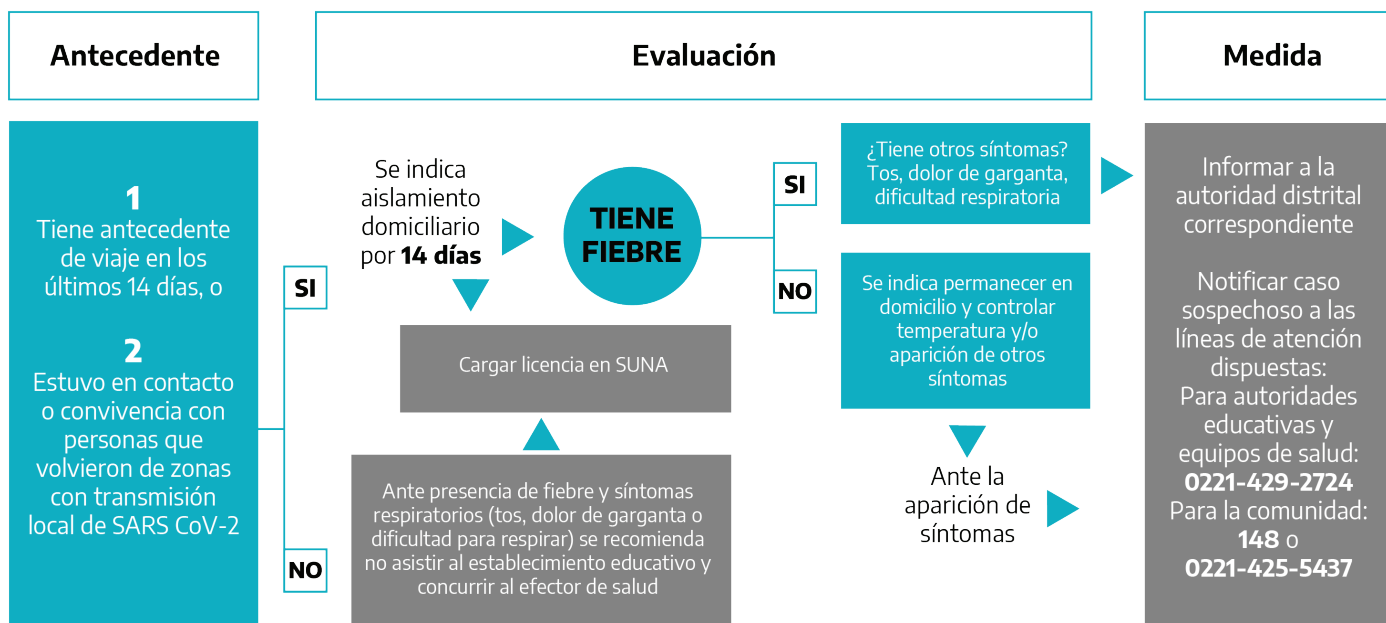 Antecedente
Evaluación
Medida
1
Tiene antecedente
de viaje en los
últimos 14 días, o
2
Estuvo en contacto
o convivencia con
personas que
volvieron de zonas
con transmisión
local de SARS CoV-2
SI
NO
Se indica
aislamiento
domiciliario
por 14 días
Cargar licencia en SUNA
Ante presencia de fiebre y síntomas
respiratorios (tos, dolor de garganta o
dificultad para respirar) se recomienda
no asistir al establecimiento educativo y
concurrir al efector de salud
TIENE
FIEBRE
SI
NO
¿Tiene otros síntomas?
Tos, dolor de garganta,
dificultad respiratoria
Se indica permanecer en
domicilio y controlar
temperatura y/o
aparición de otros
síntomas
Ante la
aparición de
síntomas
Informar a la
autoridad distrital
correspondiente
Notificar caso
sospechoso a las
líneas de atención
dispuestas:
Para autoridades
educativas y
equipos de salud:
0221-429-2724
Para la comunidad:
148 o
0221-425-5437